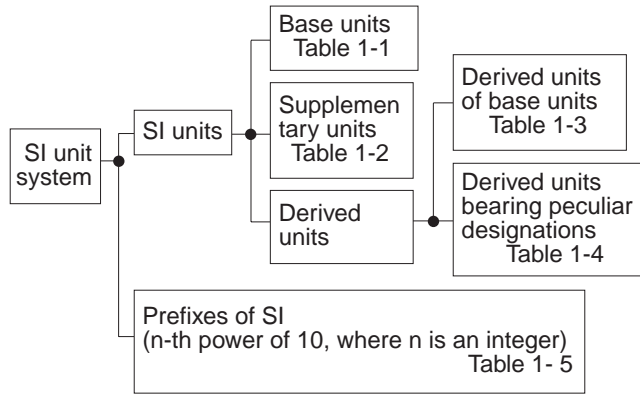 SI unit
system
SI units
Base units
Table 1-1
Supplemen
tary units
Table 1-2
Derived
units
Derived units
of base units
Table 1-3
Derived units
bearing peculiar
designations
Table 1-4
Prefixes of SI
(n-th power of 10, where n is an integer)
Table 1- 5